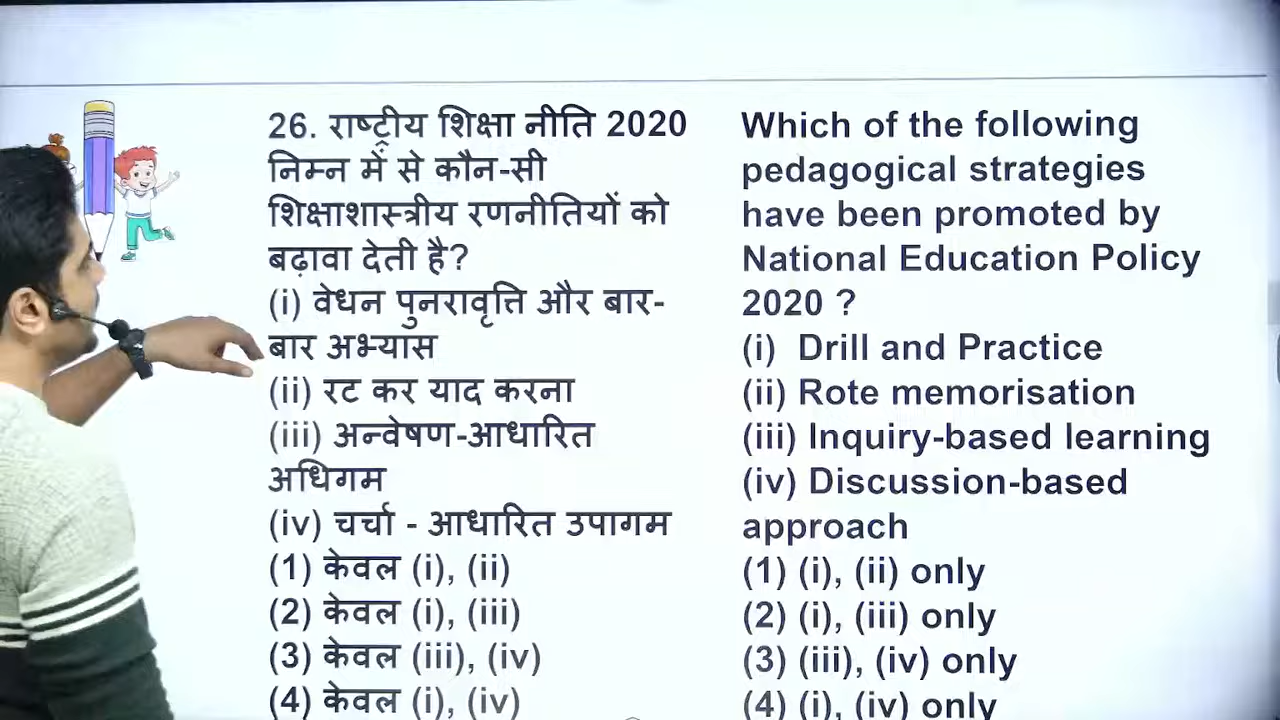 26. राष्ट्रीय शिक्षा नीति 2020
निम्न में से कौन-सी
शिक्षाशास्त्रीय रणनीतियों को
बढ़ावा देती है?
(i) वेधन पुनरावृत्ति और बार-
बार अभ्यास
(ii) रट कर याद करना
(iii) अन्वेषण-आधारित
अधिगम
(iv) चर्चा - आधारित उपागम
(1) केवल (i), (ii)
(2) केवल (i), (iii)
(3) केवल (iii), (iv)
(4) केवल (i), (iv)
Which of the following
pedagogical strategies
have been promoted by
National Education Policy
2020 ?
(i) Drill and Practice
(ii) Rote memorisation
(iii) Inquiry-based learning
(iv) Discussion-based
approach
(1) (i), (ii) only
(2) (i), (iii) only
(3) (iii), (iv) only
(4) (i), (iv) only